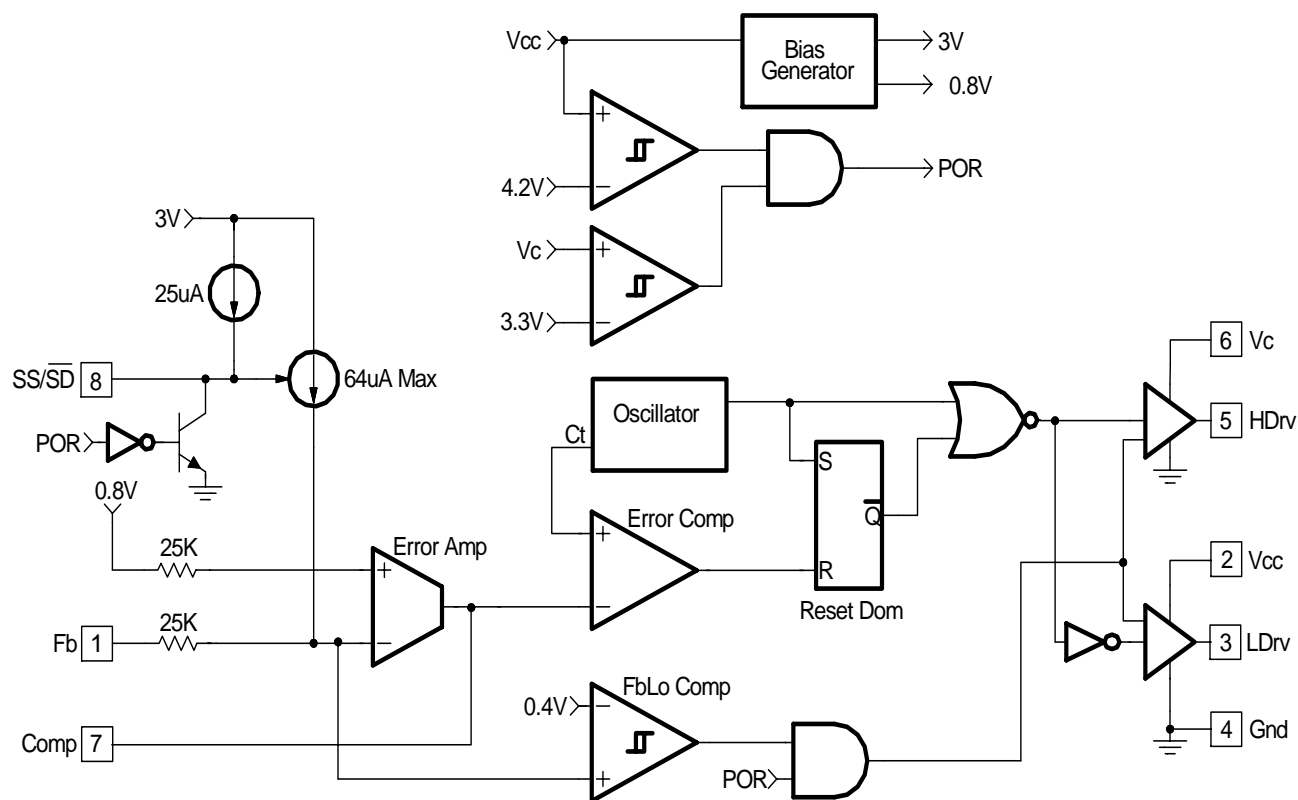 Vcc
Bias
Generator
3V
0.8V
+
4.2V
−
POR
3V
Vc
+
25uA
3.3V
−
SS/SD
8
64uA Max
6
Vc
Oscillator
Ct
5
HDrv
POR
S
0.8V
Q
Error Comp
+
25K
Error Amp
+
R
2
Vcc
−
Reset Dom
Fb
1
25K
−
3
LDrv
FbLo Comp
0.4V
−
Comp
7
4
Gnd
+
POR